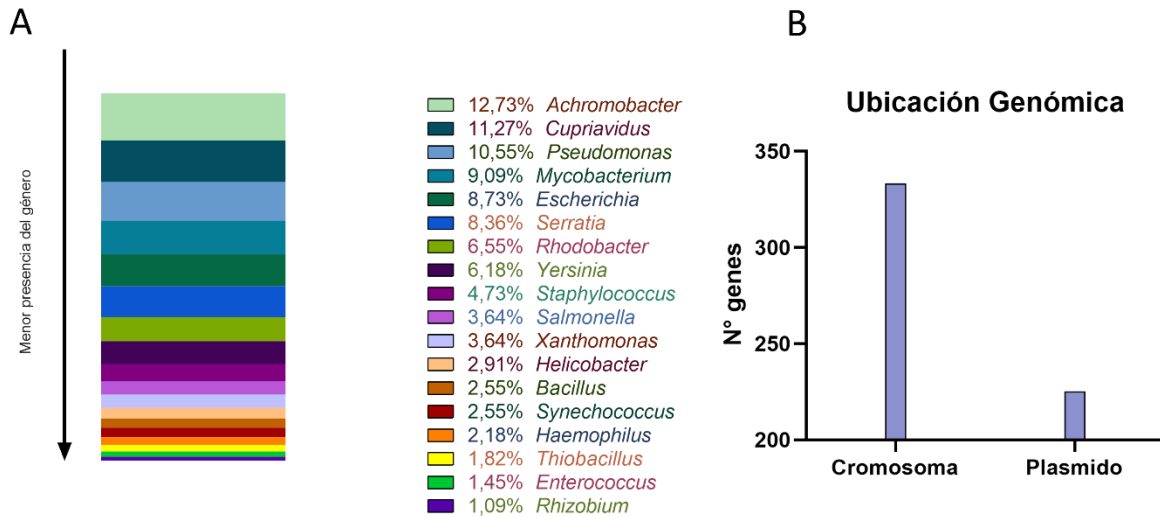 A
Menor presencia del género
12,73% Achromobacter
11,27% Cupriavidus
10,55% Pseudomonas
9,09% Mycobacterium
8,73% Escherichia
8,36% Serratia
6,55% Rhodobacter
6,18% Yersinia
4,73% Staphylococcus
3,64% Salmonella
3,64% Xanthomonas
2,91% Helicobacter
2,55% Bacillus
2,55% Synechococcus
2,18% Haemophilus
1,82% Thiobacillus
1,45% Enterococcus
1,09% Rhizobium
B
Ubicación Genómica
N° genes
350
300
250
200
Cromosoma
Plasmido